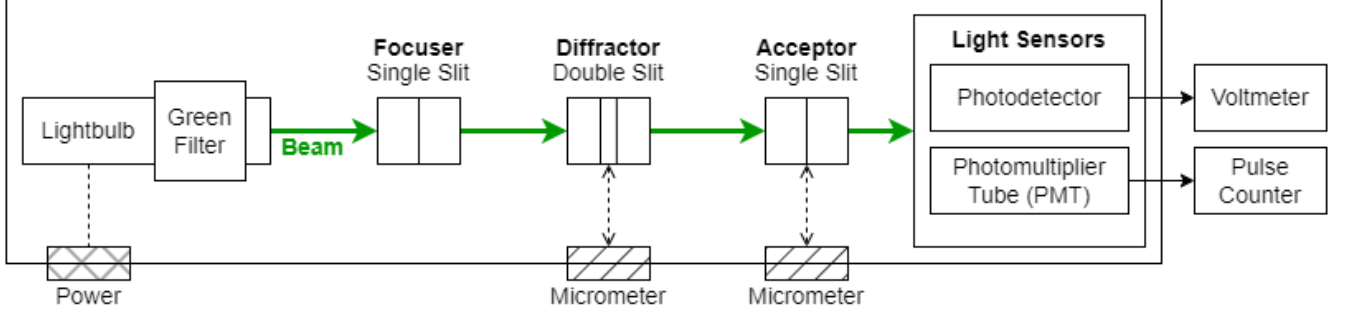 Lightbulb
Green
Filter
Beam
Focuser
Single Slit
Diffractor
Double Slit
Acceptor
Single Slit
Light Sensors
Photodetector
Photomultiplier
Tube (PMT)
Voltmeter
Pulse
Counter
Power
Micrometer
Micrometer